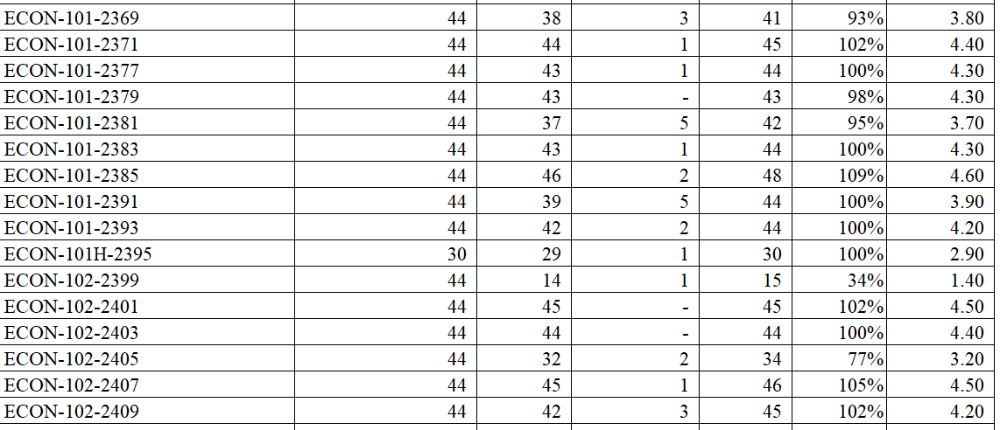 ECON-101-2369 44 38 3 41 93% 3.80
ECON-101-2371 44 44 1 45 102% 4.40
ECON-101-2377 44 43 1 44 100% 4.30
ECON-101-2379 44 43 - 43 98% 4.30
ECON-101-2381 44 37 5 42 95% 3.70
ECON-101-2383 44 43 1 44 100% 4.30
ECON-101-2385 44 46 2 48 109% 4.60
ECON-101-2391 44 39 5 44 100% 3.90
ECON-101-2393 44 42 2 44 100% 4.20
ECON-101H-2395 30 29 1 30 100% 2.90
ECON-102-2399 44 14 1 15 34% 1.40
ECON-102-2401 44 45 - 45 102% 4.50
ECON-102-2403 44 44 - 44 100% 4.40
ECON-102-2405 44 32 2 34 77% 3.20
ECON-102-2407 44 45 1 46 105% 4.50
ECON-102-2409 44 42 3 45 102% 4.20